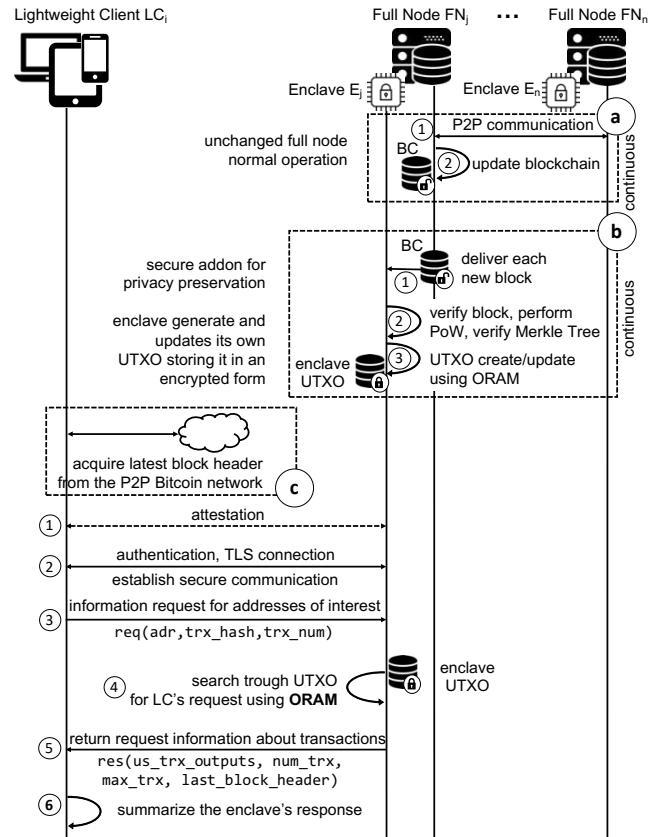 Lightweight Client LCi
Full Node FNj
...
Full Node FNn
Enclave Ej
Enclave En
a
unchanged full node
normal operation
1
P2P communication
BC
2
update blockchain
continuous
b
secure addon for
privacy preservation
BC
deliver each
new block
1
enclave generate and
updates its own
UTXO storing it in an
encrypted form
2
verify block, perform
PoW, verify Merkle Tree
3
UTXO create/update
using ORAM
enclave
UTXO
continuous
acquire latest block header
from the P2P Bitcoin network
c
1
attestation
2
authentication, TLS connection
establish secure communication
3
information request for addresses of interest
req(adr,trx_hash,trx_num)
4
search trough UTXO
for LC's request using ORAM
enclave
UTXO
5
return request information about transactions
res(us_trx_outputs, num_trx,
max_trx, last_block_header)
6
summarize the enclave's response